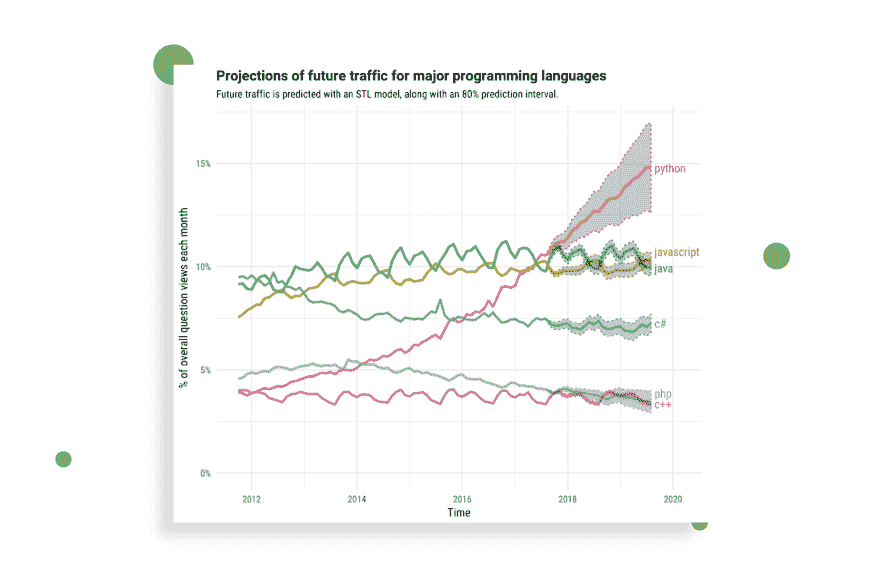 Projections of future traffic for major programming languages
Future traffic is predicted with an STL model, along with an 80% prediction interval.
% of overall question views each month
15%
10%
5%
0%
python
javascript
java
c#
php
c++
2012 2014 2016 2018 2020
Time